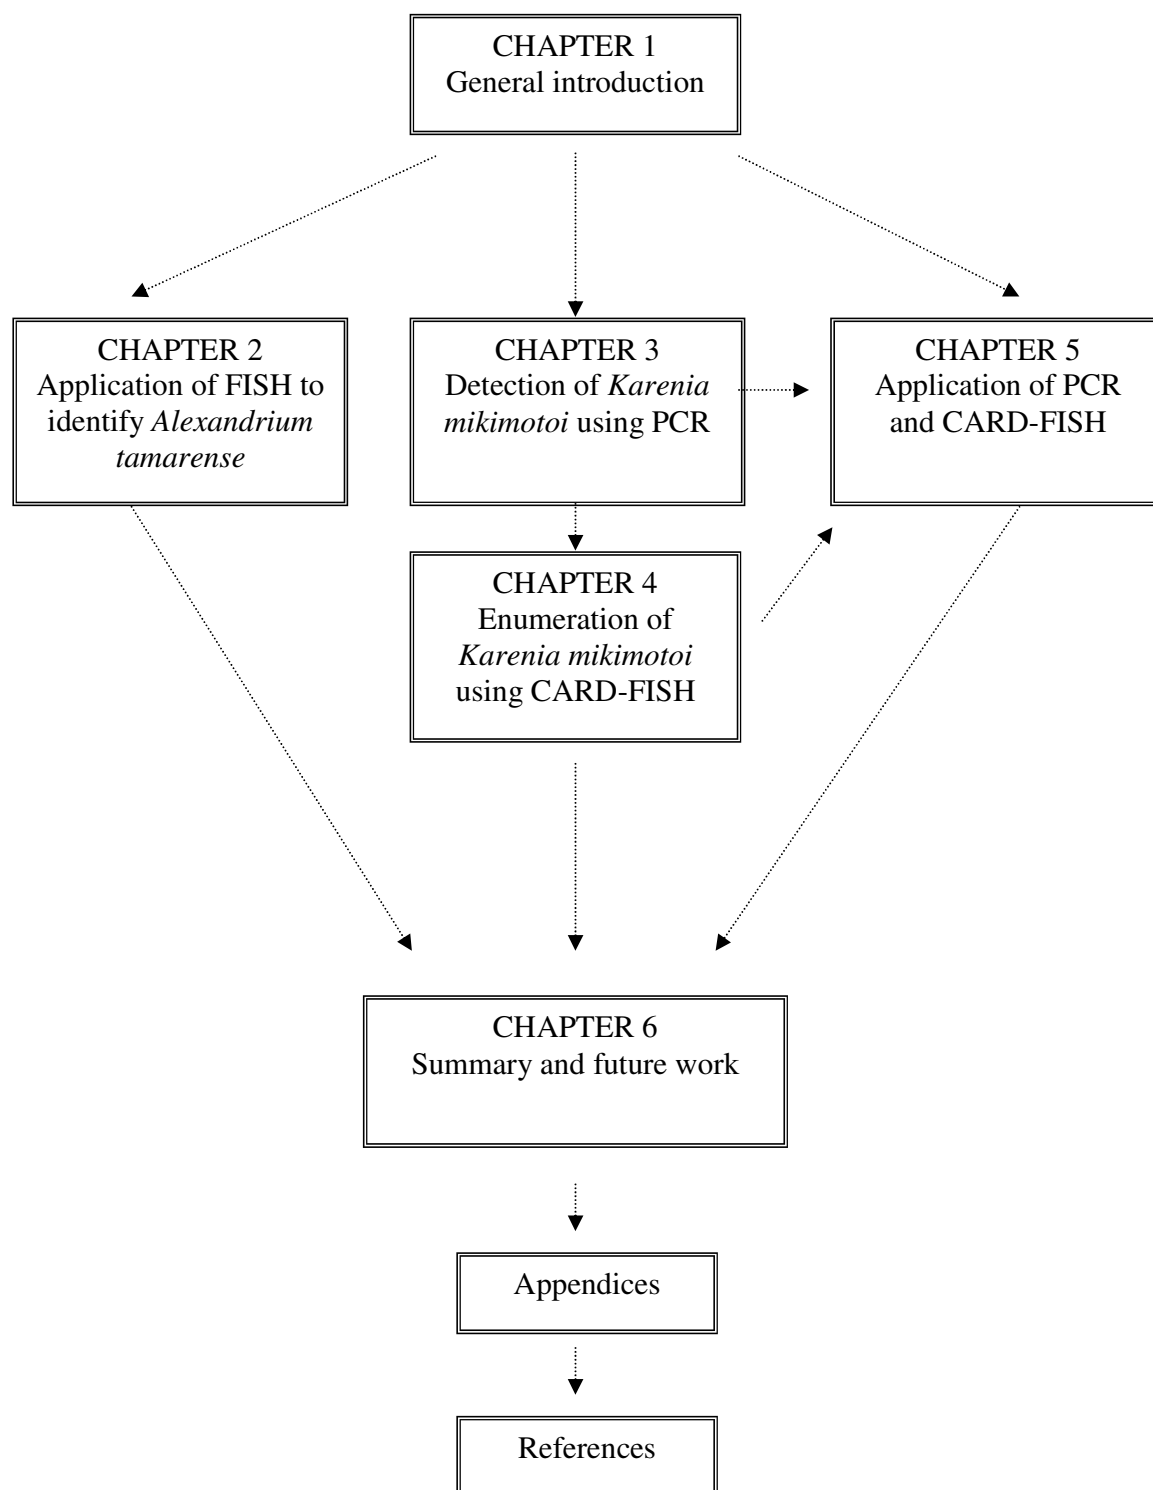 CHAPTER 1
General introduction
CHAPTER 2
Application of FISH to
identify Alexandrium
tamarense
CHAPTER 3
Detection of Karenia
mikimotoi using PCR
CHAPTER 5
Application of PCR
and CARD-FISH
CHAPTER 4
Enumeration of
Karenia mikimotoi
using CARD-FISH
CHAPTER 6
Summary and future work
Appendices
References